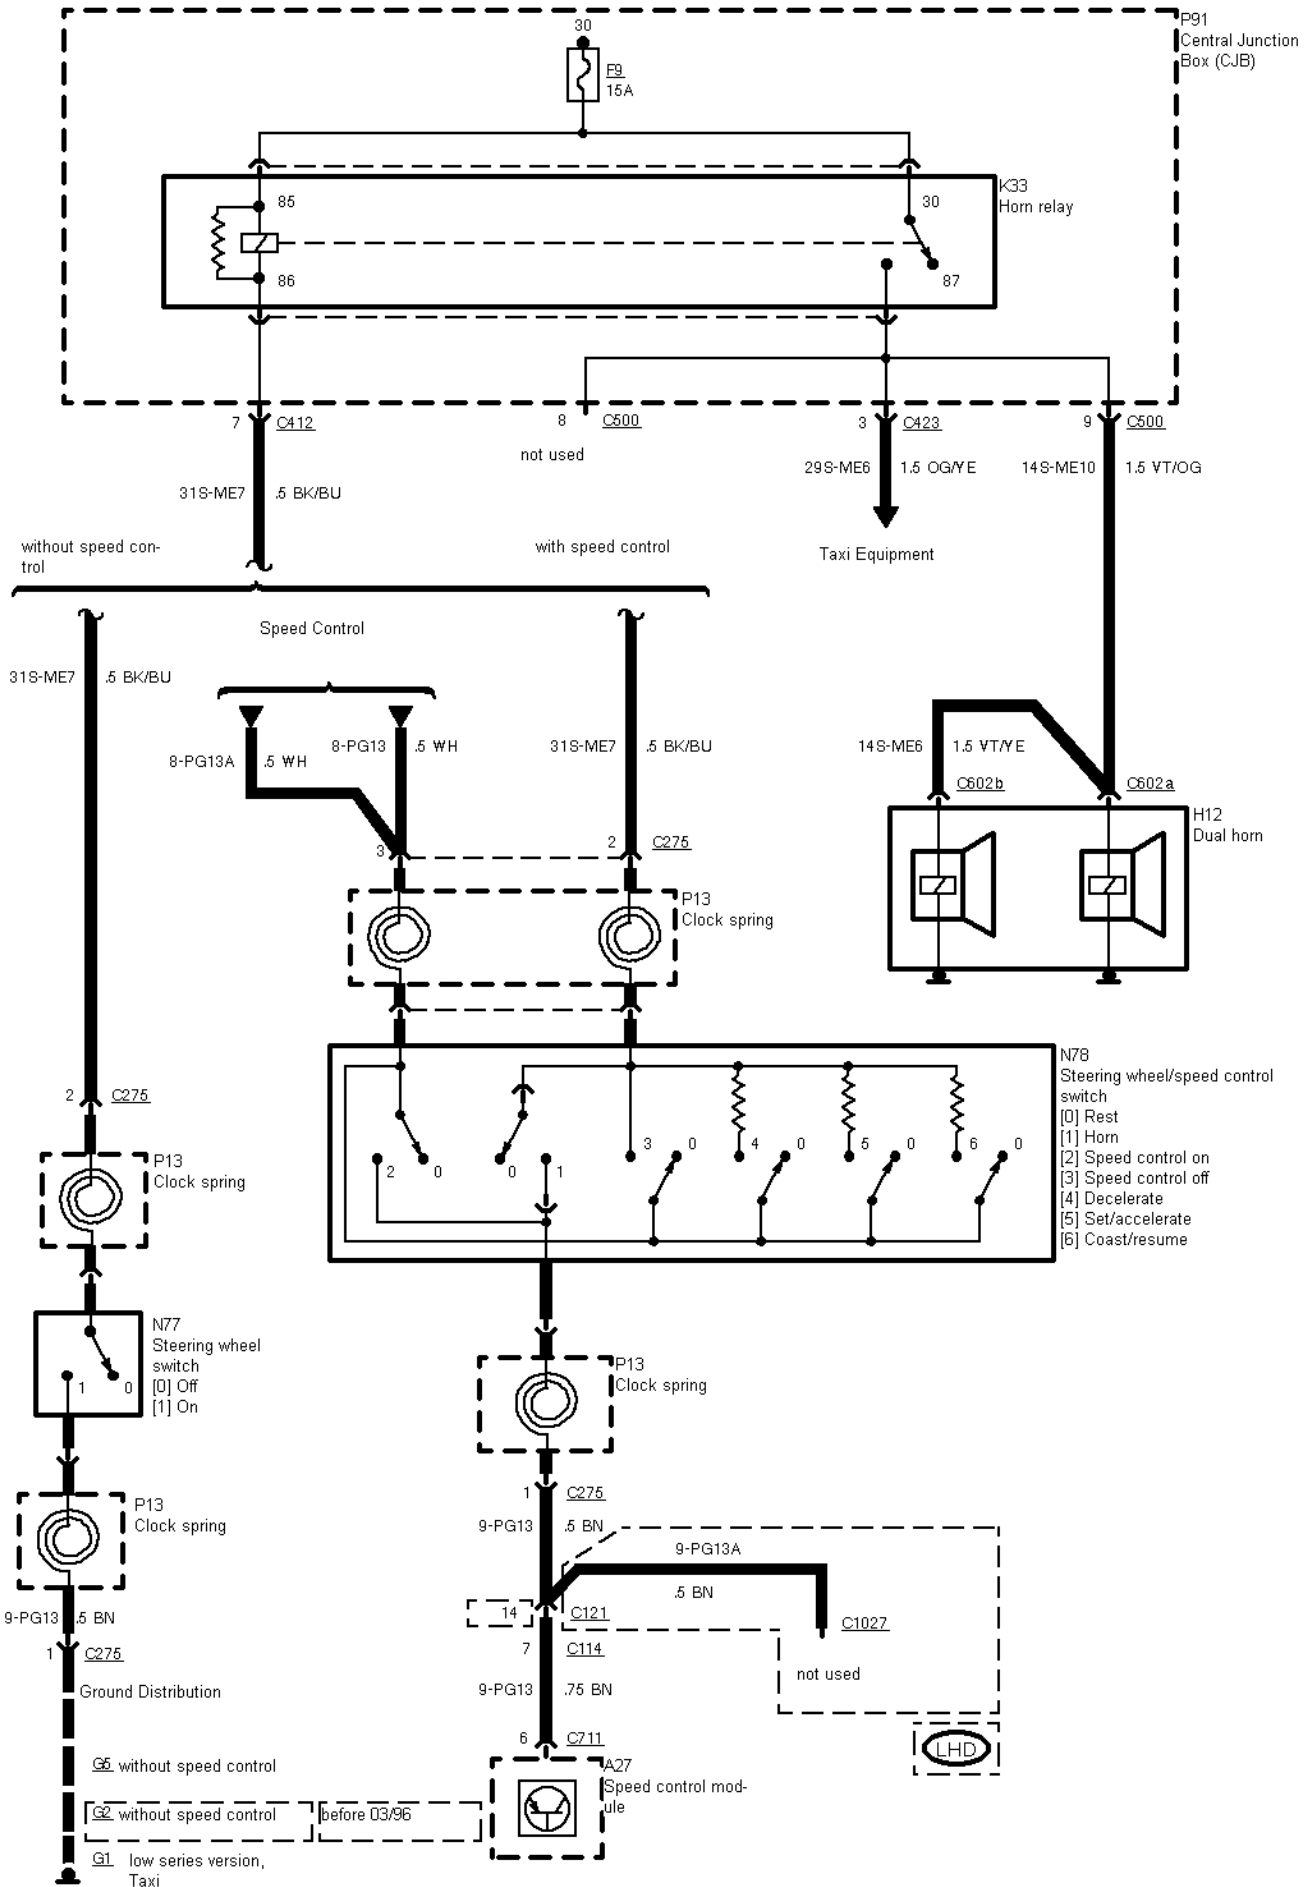 30
P91
Central Junction
Box (CJB)
F9
15A
K33
Horn relay
85
30
86
87
7
C412
8
C500
3
C423
9
C500
not used
29S-ME6
1.5 OG/YE
14S-ME10
1.5 VT/OG
31S-ME7
.5 BK/BU
without speed con-
trol
with speed control
Taxi Equipment
Speed Control
31S-ME7
.5 BK/BU
8-PG13A
.5 WH
8-PG13
.5 WH
31S-ME7
.5 BK/BU
14S-ME6
1.5 VT/YE
C602b
C602a
H12
Dual horn
3
2
C275
P13
Clock spring
N78
Steering wheel/speed control
switch
[0] Rest
[1] Horn
[2] Speed control on
[3] Speed control off
[4] Decelerate
[5] Set/accelerate
[6] Coast/resume
2
0
0
1
3
0
4
0
5
0
6
0
2
C275
P13
Clock spring
N77
Steering wheel
switch
[0] Off
[1] On
1
0
P13
Clock spring
P13
Clock spring
1
C275
9-PG13
.5 BN
9-PG13A
.5 BN
14
C121
C1027
7
C114
not used
9-PG13
.75 BN
6
C711
LHD
9-PG13
.5 BN
1
C275
Ground Distribution
G5 without speed control
G2 without speed control
before 03/96
G1 low series version,
Taxi
A27
Speed control mod-
ule